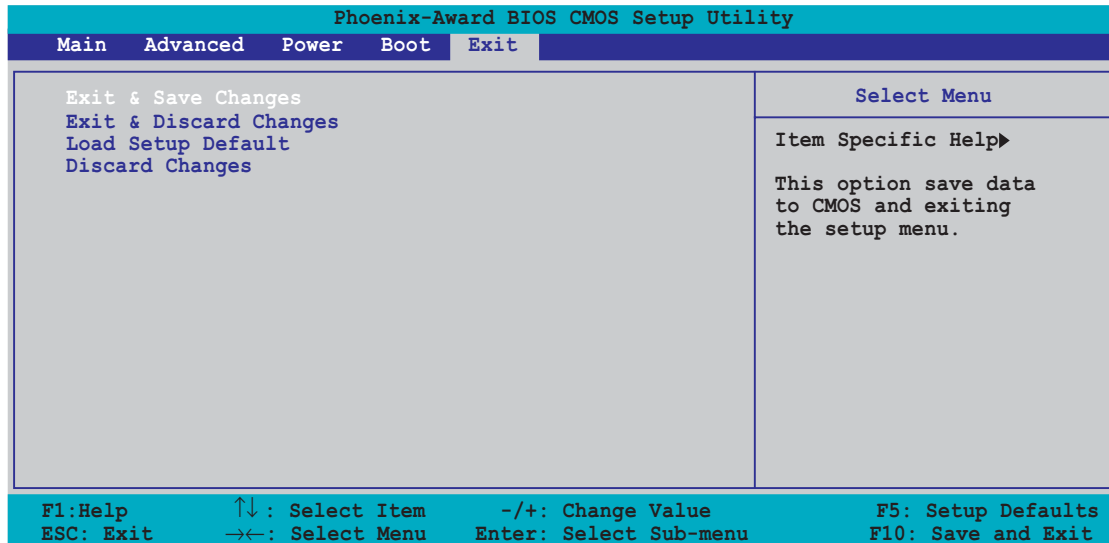 Phoenix-Award BIOS CMOS Setup Utility
Main Advanced Power Boot Exit
Exit & Save Changes
Exit & Discard Changes
Load Setup Default
Discard Changes
Select Menu
Item Specific Help▶
This option save data
to CMOS and exiting
the setup menu.
F1:Help ↑↓: Select Item -/+: Change Value F5: Setup Defaults
ESC: Exit →←: Select Menu Enter: Select Sub-menu F10: Save and Exit